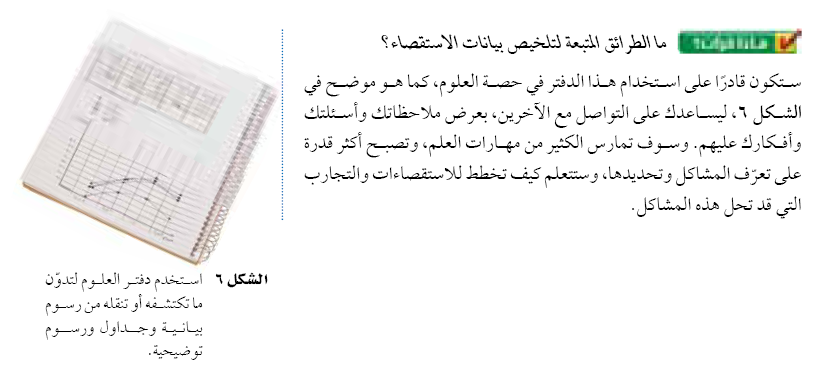 ماذا قرأت؟ ما الطرائق المتبعة لتلخيص بيانات الاستقصاء؟
ستكون قادرًا على استخدام هذا الدفتر في حصة العلوم، كما هو موضح في
الشكل ٦، ليساعدك على التواصل مع الآخرين، بعرض ملاحظاتك وأسئلتك
وأفكارك عليهم. وسوف تمارس الكثير من مهارات العلم، وتصبح أكثر قدرة
على تعرّف المشاكل وتحديدها، وستتعلم كيف تخطط للاستقصاءات والتجارب
التي قد تحل هذه المشاكل.
الشكل ٦ استخدم دفتر العلوم لتدوّن
ما تكتشفه أو تنقله من رسوم
بيانية وجداول ورسوم
توضيحية.